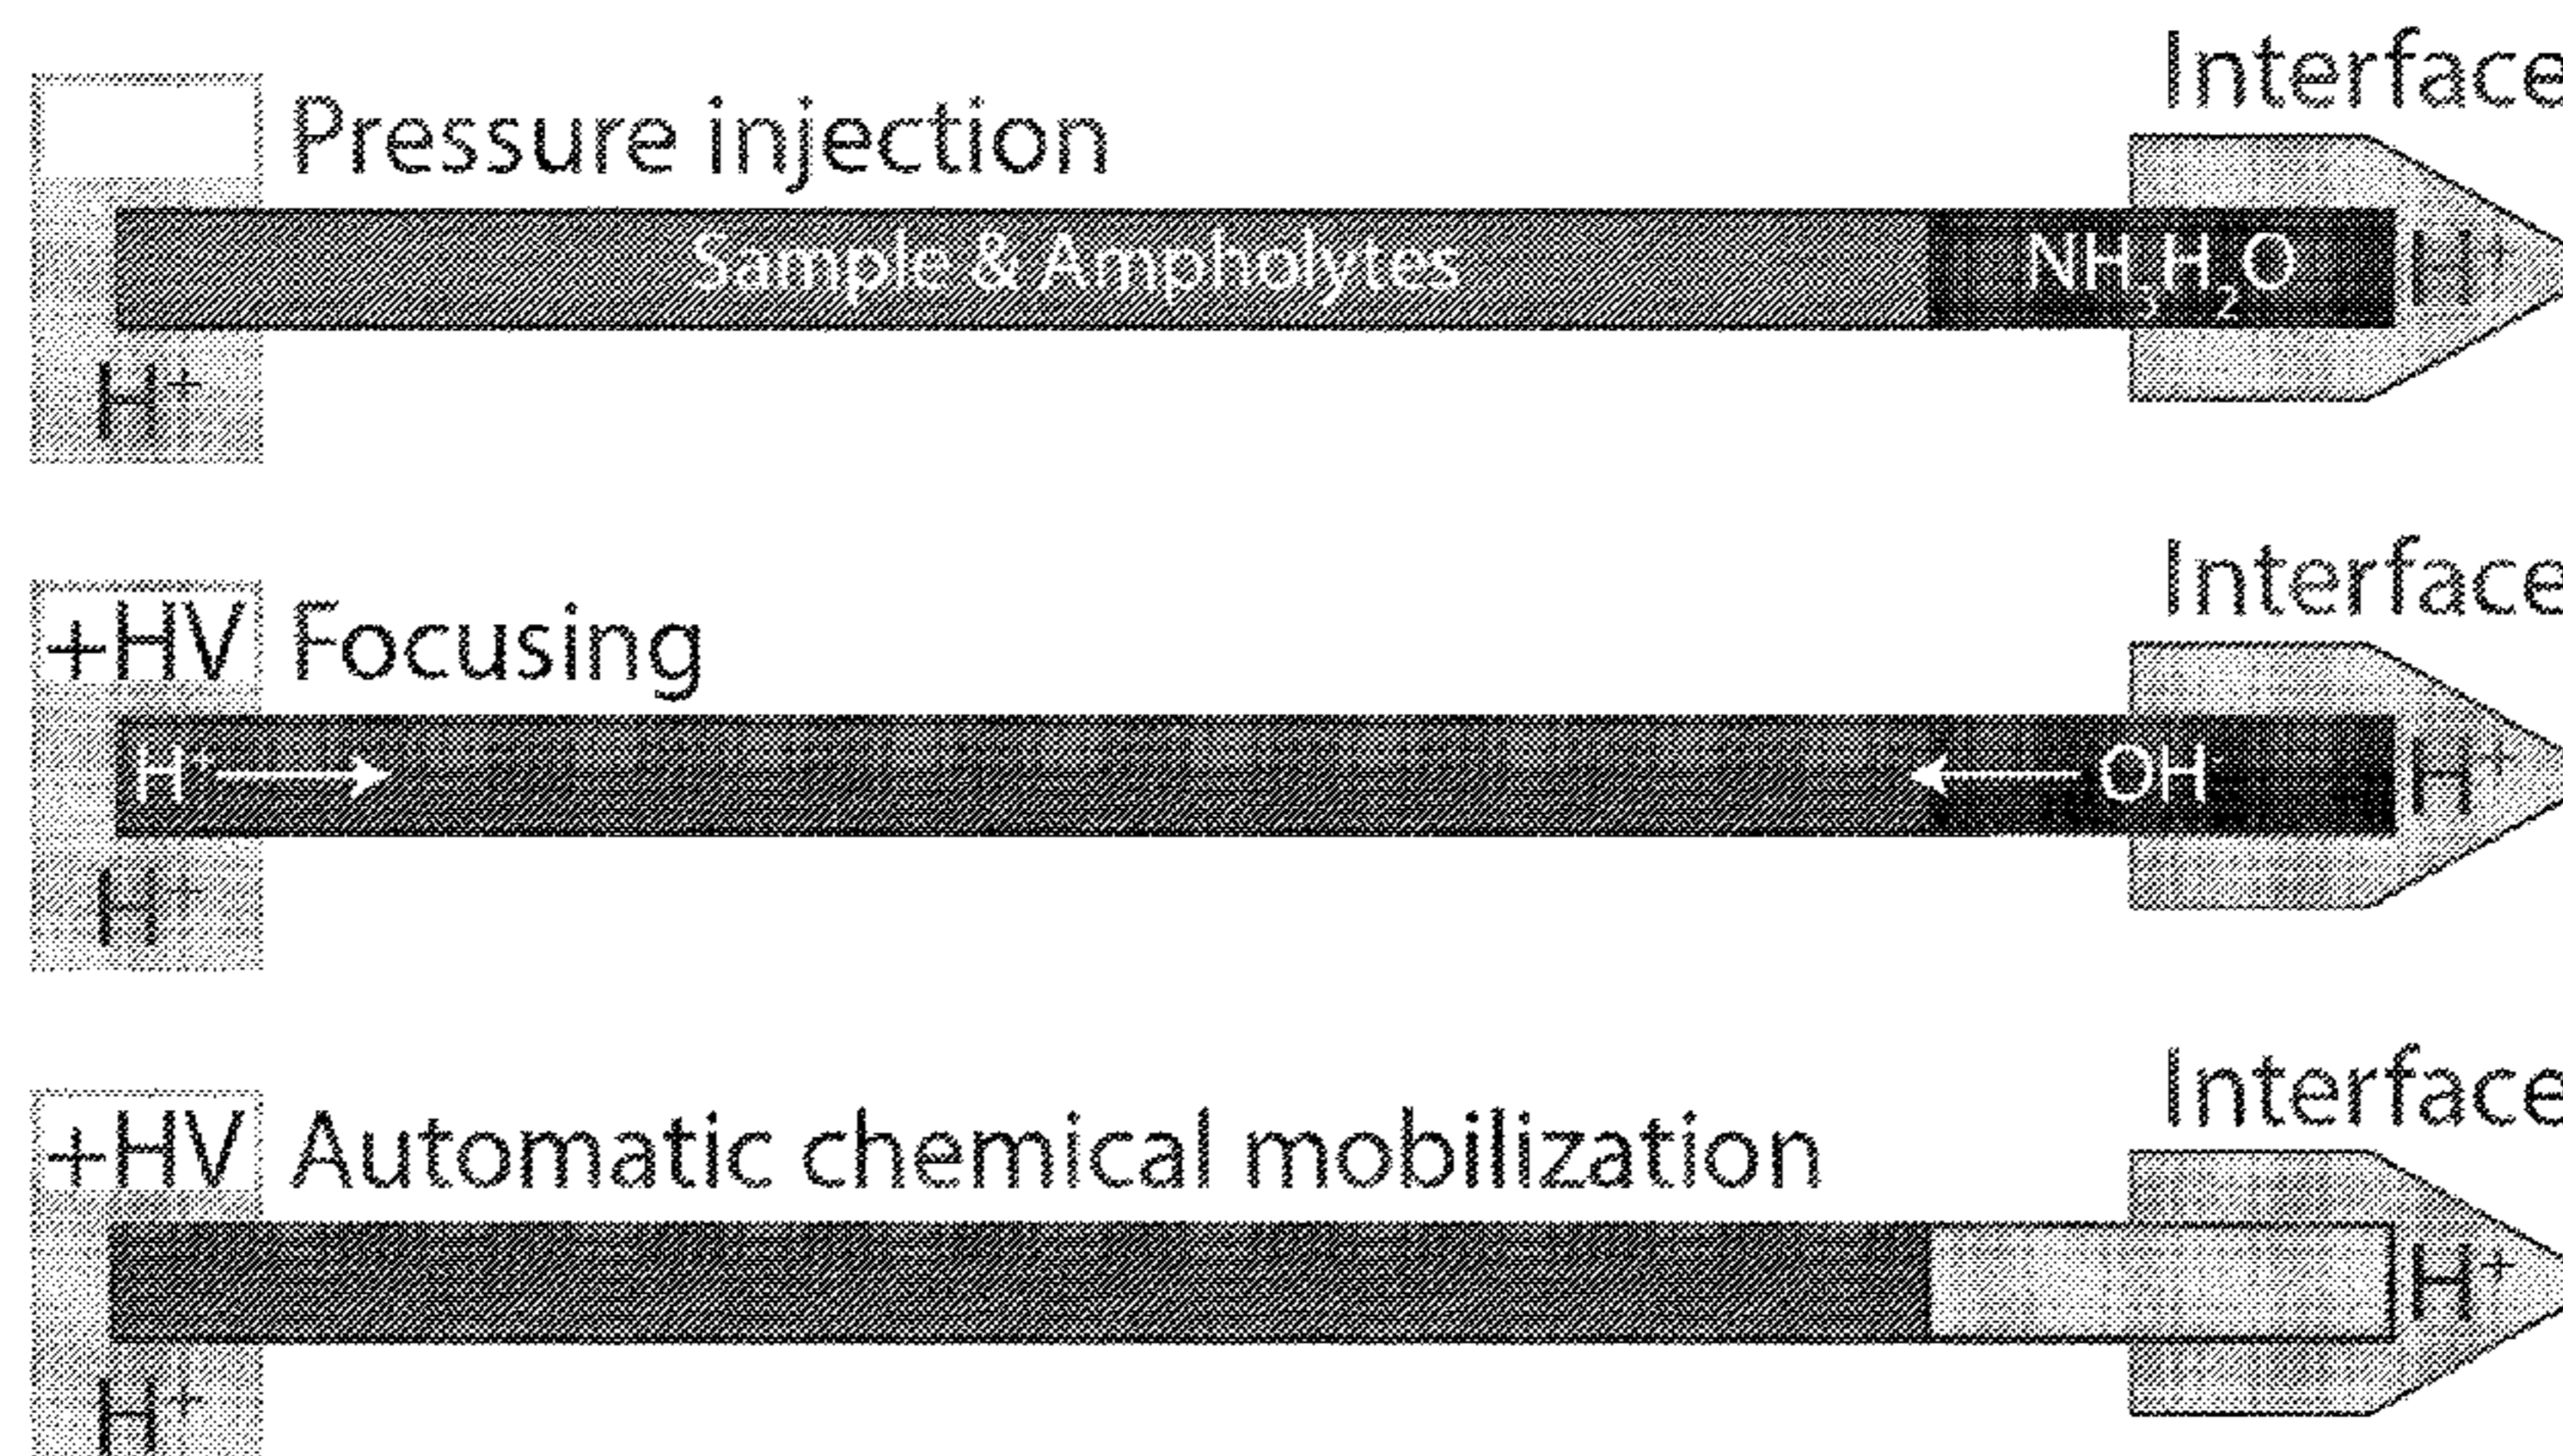 Interface
Pressure injection
Sample & Ampholytes
NH₃H₂O
H⁺
H⁺
Interface
+HV Focusing
H⁺
OH⁻
H⁺
H⁺
Interface
+HV Automatic chemical mobilization
H⁺
H⁺